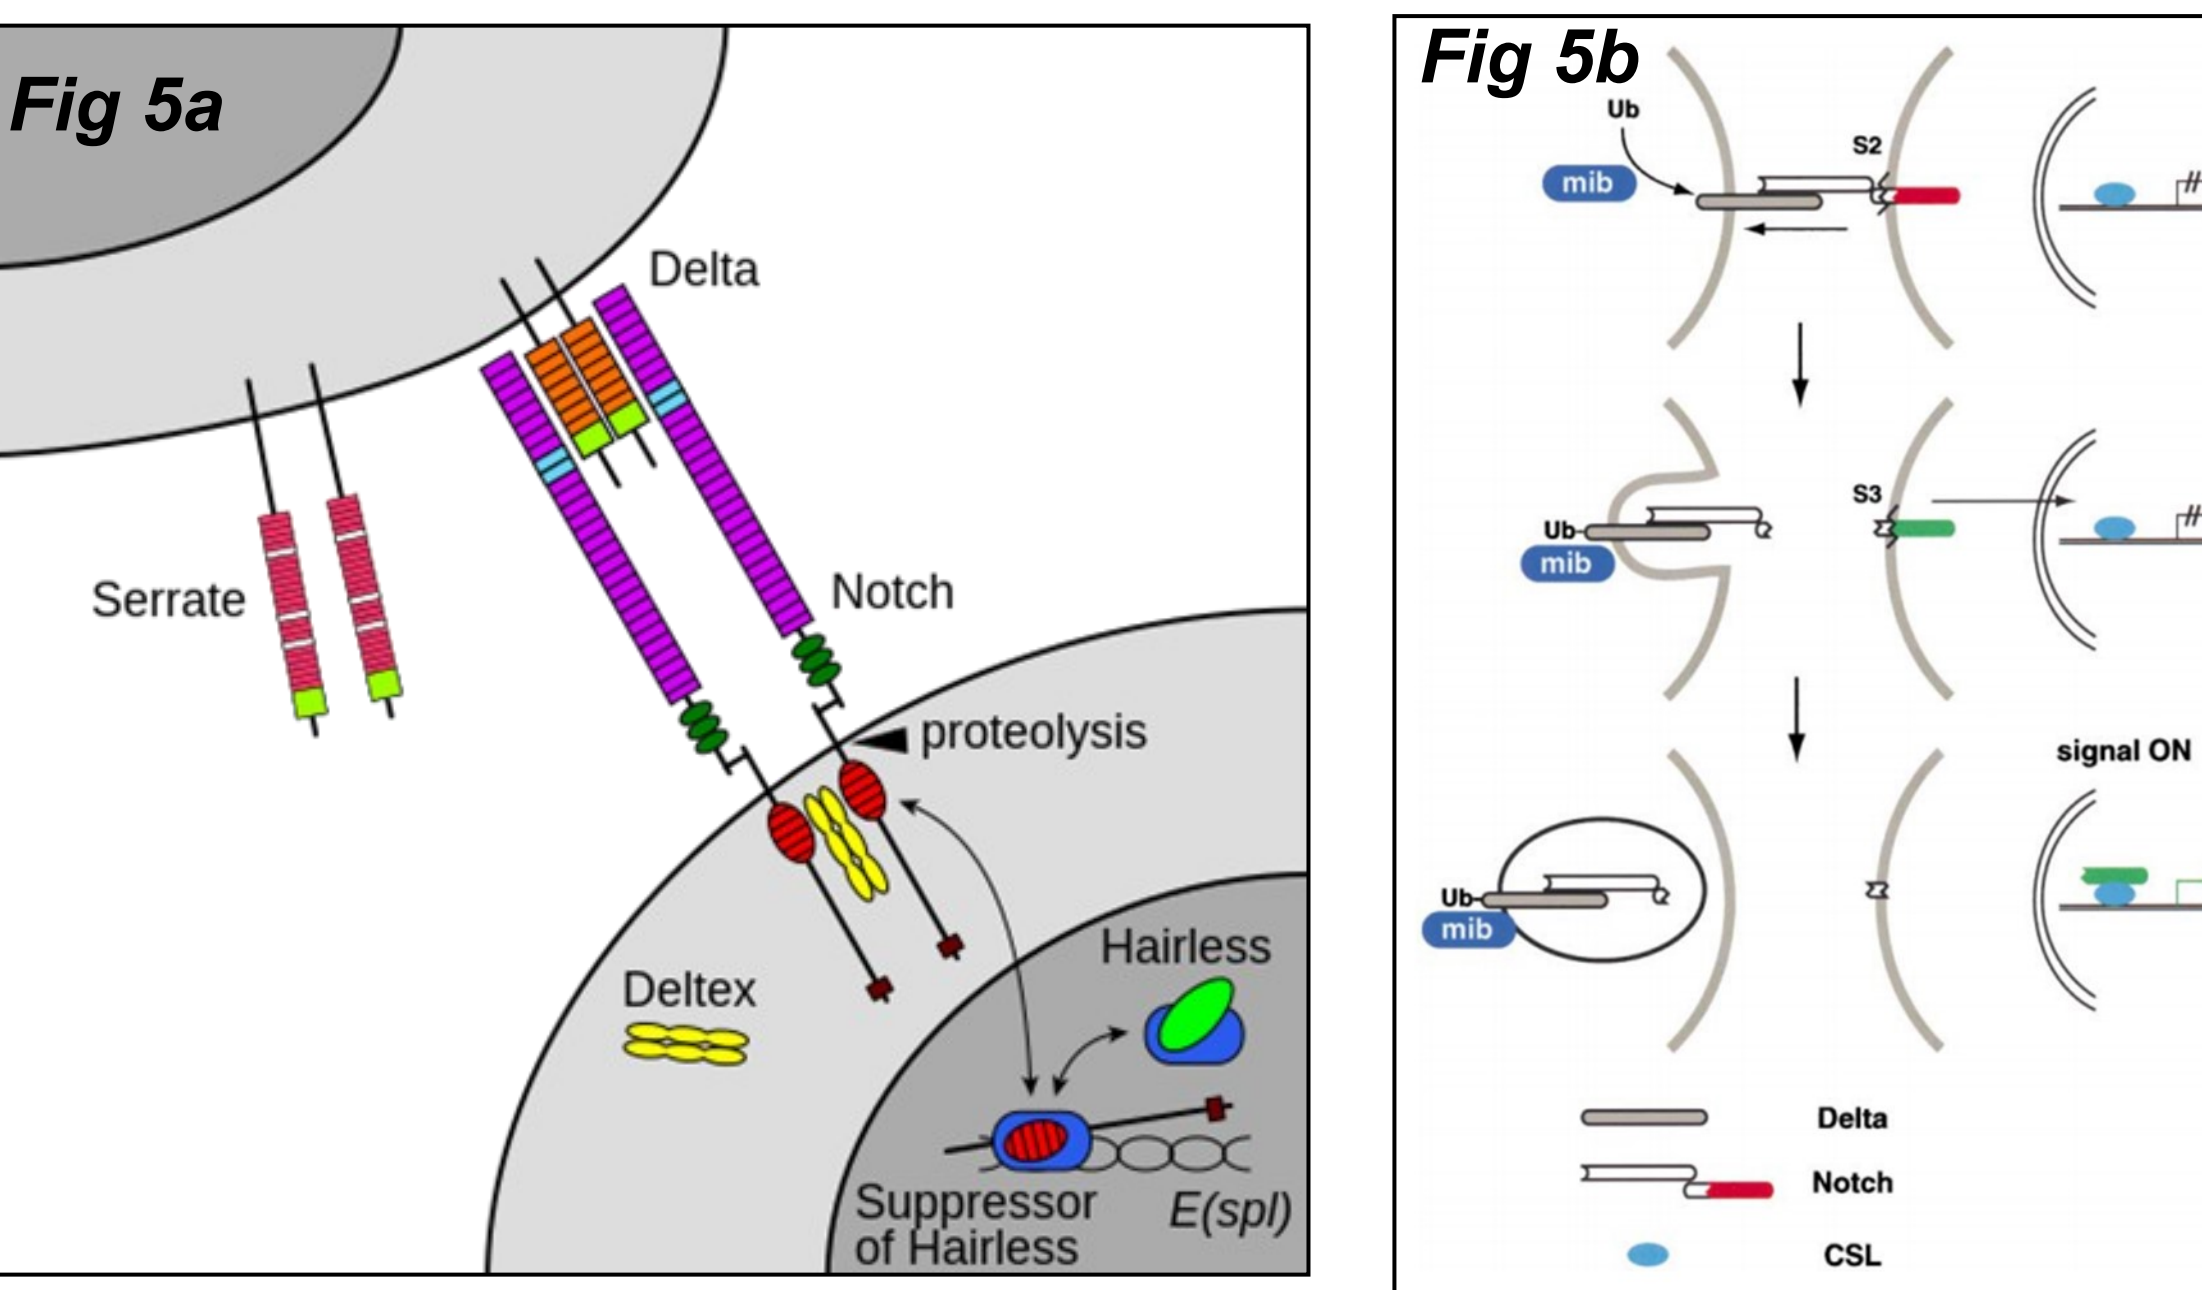 Fig 5a
Delta
Serrate
Notch
proteolysis
Deltex
Hairless
Suppressor
of Hairless
E(spl)
Fig 5b
Ub
mib
S2
S3
Ub
mib
signal ON
Ub
mib
Delta
Notch
CSL